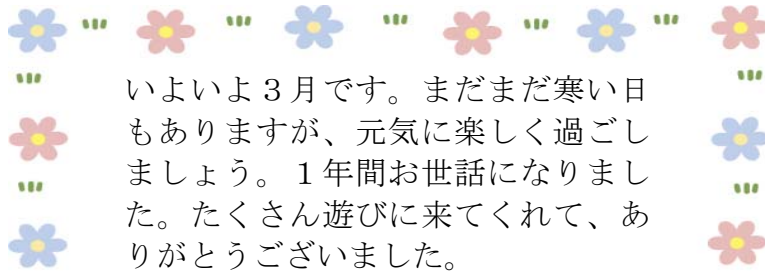 いよいよ３月です。まだまだ寒い日
もありますが、元気に楽しく過ごし
ましょう。１年間お世話になりまし
た。たくさん遊びに来てくれて、あ
りがとうございました。